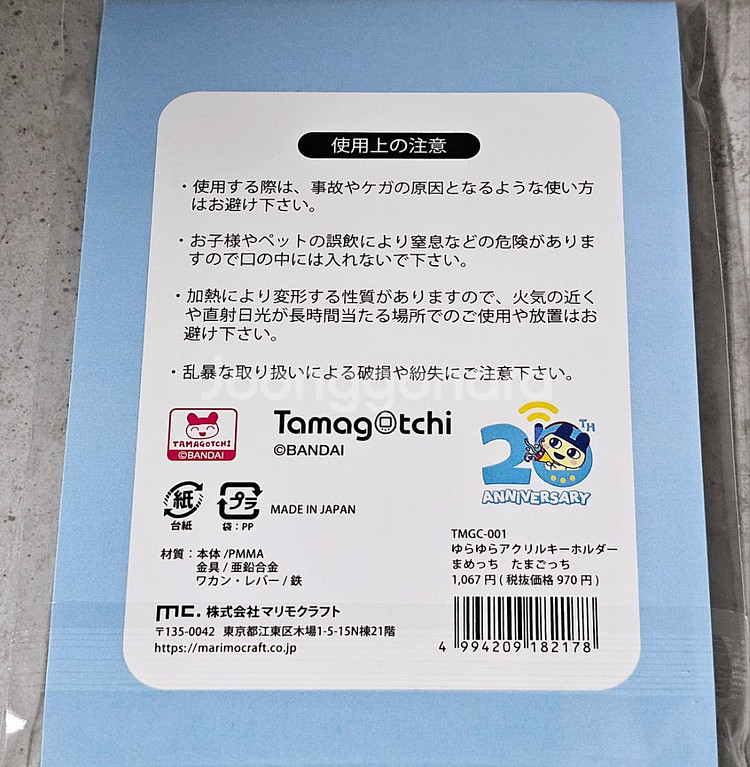 使用上の注意
・使用する際は、事故やケガの原因となるような使い方
はお避け下さい。
・お子様やペットの誤飲により窒息などの危険がありま
すので口の中には入れないで下さい。
・加熱により変形する性質がありますので、火気の近く
や直射日光が長時間当たる場所でのご使用や放置はお
避け下さい。
・乱暴な取り扱いによる破損や紛失にご注意下さい。
Joonggonara
TAMAGOTCHI
©BANDAI
Tamagotchi
©BANDAI
20TH
ANNIVERSARY
紙
台紙
プラ
袋：PP
MADE IN JAPAN
材質：本体/PMMA
金具/亜鉛合金
ワカン・レバー/鉄
TMGC-001
ゆらゆらアクリルキーホルダー
まめっち たまごっち
1,067円(税抜価格970円)
mc. 株式会社マリモクラフト
〒135-0042 東京都江東区木場1-5-15N棟21階
https://marimocraft.co.jp
4 994209 182178